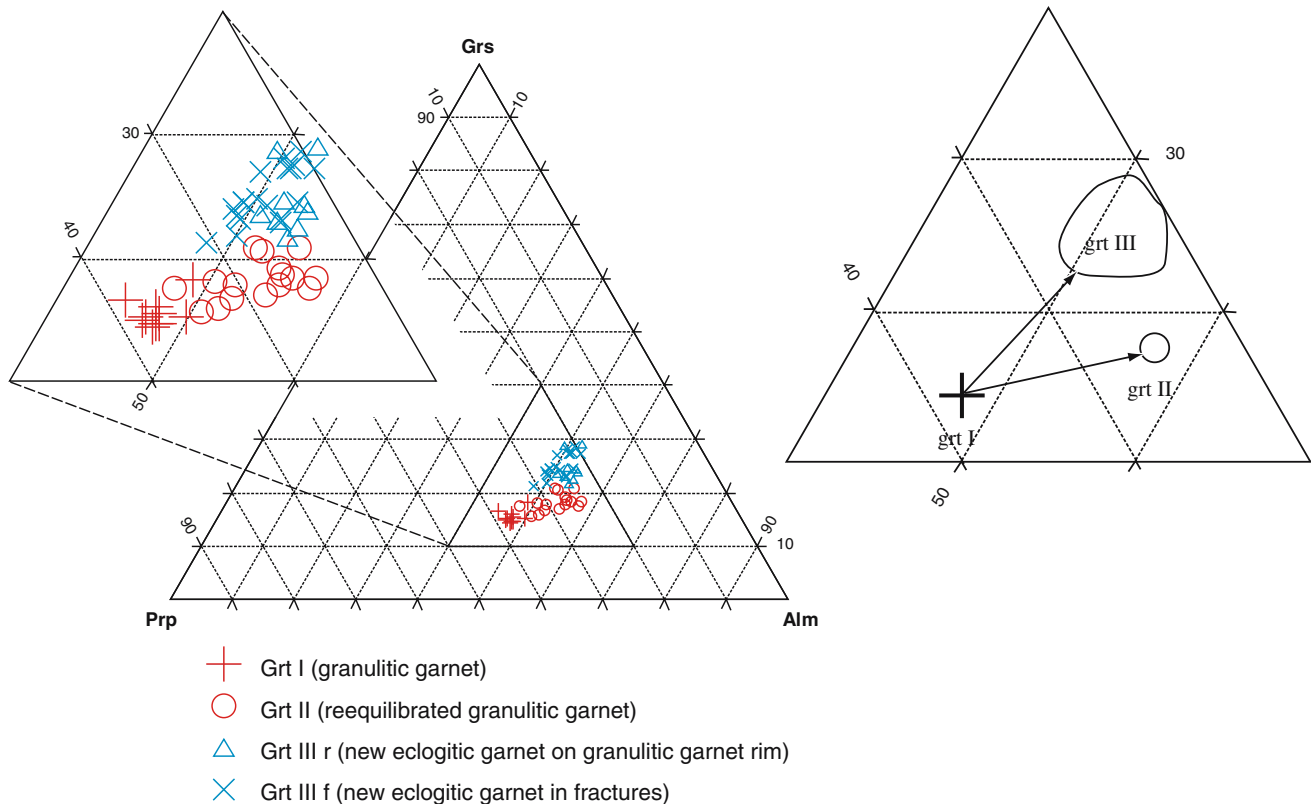 30
40
50
Grs
10
90
10
90
90
10
Prp
Alm
30
40
50
grt III
grt II
grt I
Grt I (granulitic garnet)
Grt II (reequilibrated granulitic garnet)
Grt III r (new eclogitic garnet on granulitic garnet rim)
Grt III f (new eclogitic garnet in fractures)